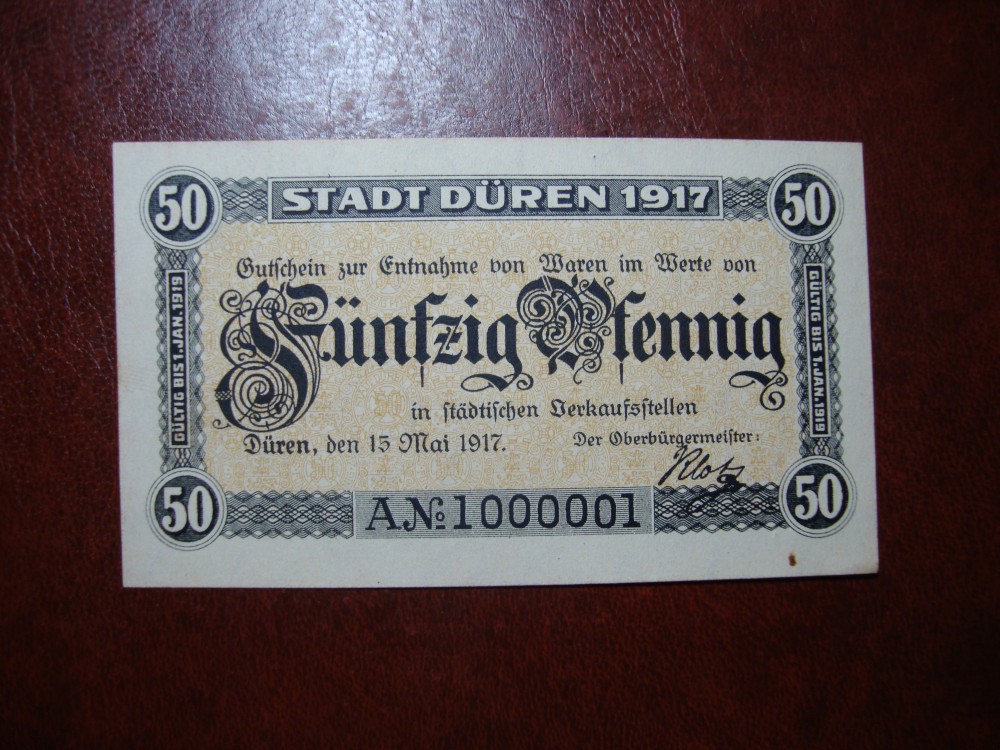 50 STADT DÜREN 1917 50
Gutschein zur Entnahme von Waren im Werte von
Fünfzig Pfennig
in städtischen Verkaufsstellen
Düren, den 15 Mai 1917. Der Oberbürgermeister:
Klotz
GÜLTIG BIS 1. JAN. 1919
GÜLTIG BIS 1. JAN. 1919
50 A.No: 1000001 50